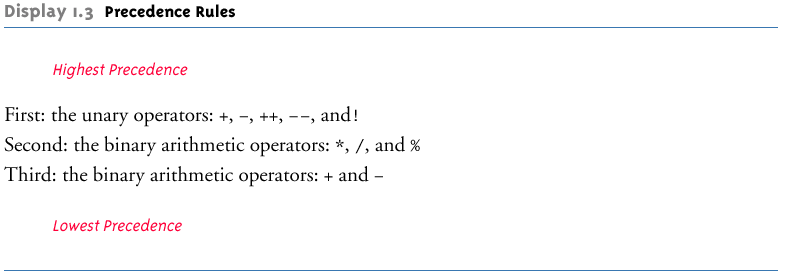 Display 1.3 Precedence Rules
Highest Precedence
First: the unary operators: +, -, ++, --, and!
Second: the binary arithmetic operators: *, /, and %
Third: the binary arithmetic operators: + and -
Lowest Precedence